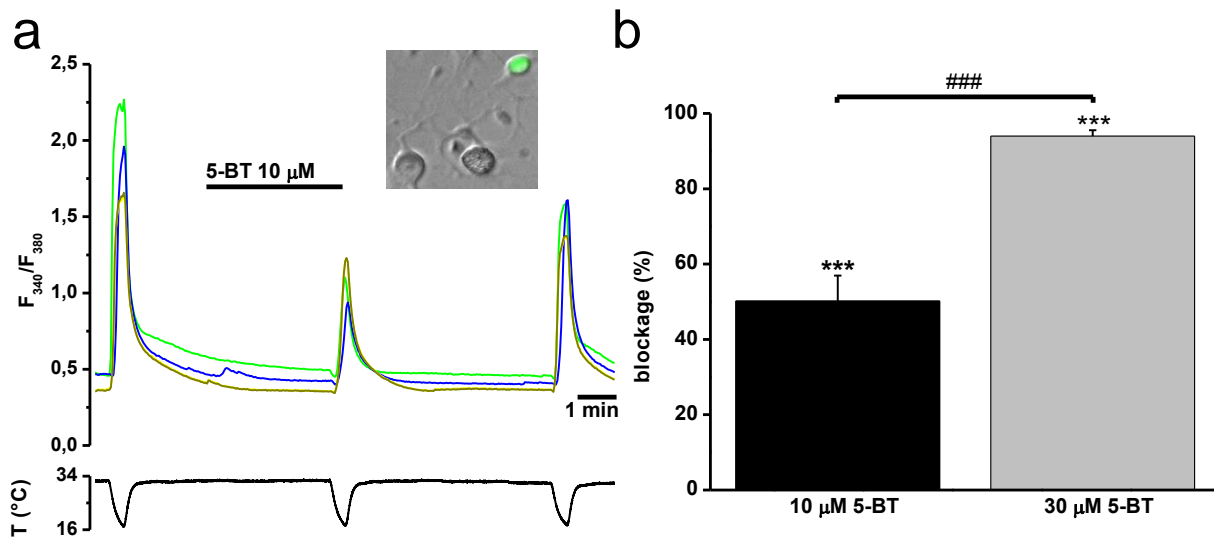 a
2,5
2,0
1,5
1,0
0,5
0,0
F340/F380
5-BT 10 μM
1 min
34
16
T (°C)
b
###
100
80
60
40
20
0
blockage (%)
***
***
10 μM 5-BT
30 μM 5-BT